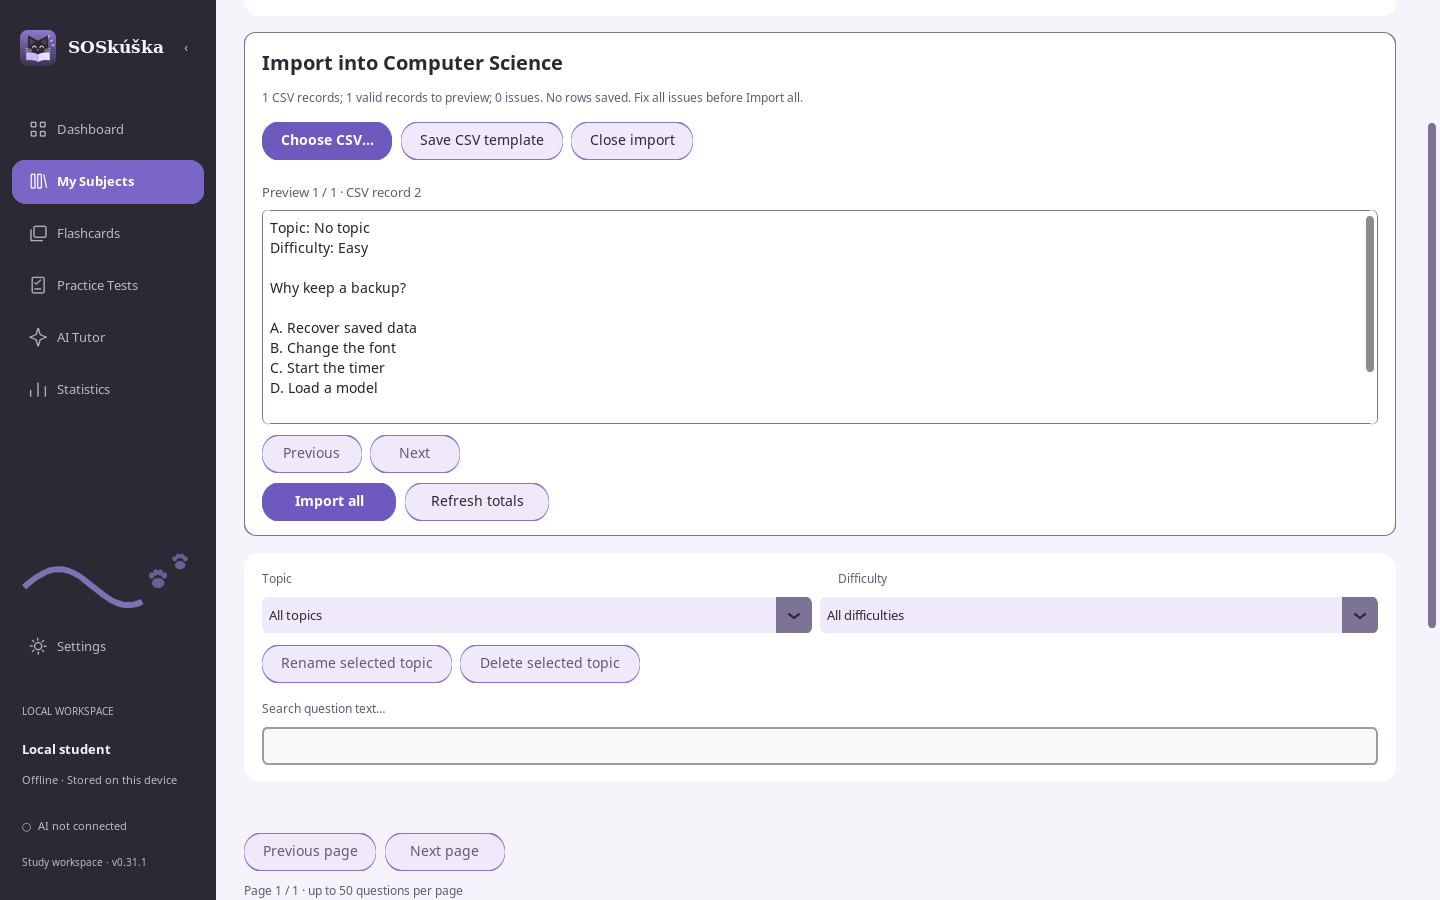 SOSkúška
Dashboard
My Subjects
Flashcards
Practice Tests
AI Tutor
Statistics
Settings
LOCAL WORKSPACE
Local student
Offline · Stored on this device
AI not connected
Study workspace · v0.31.1
Import into Computer Science
1 CSV records; 1 valid records to preview; 0 issues. No rows saved. Fix all issues before Import all.
Choose CSV... Save CSV template Close import
Preview 1 / 1 · CSV record 2
Topic: No topic
Difficulty: Easy
Why keep a backup?
A. Recover saved data
B. Change the font
C. Start the timer
D. Load a model
Previous Next
Import all Refresh totals
Topic Difficulty
All topics All difficulties
Rename selected topic Delete selected topic
Search question text...
Previous page Next page
Page 1 / 1 · up to 50 questions per page